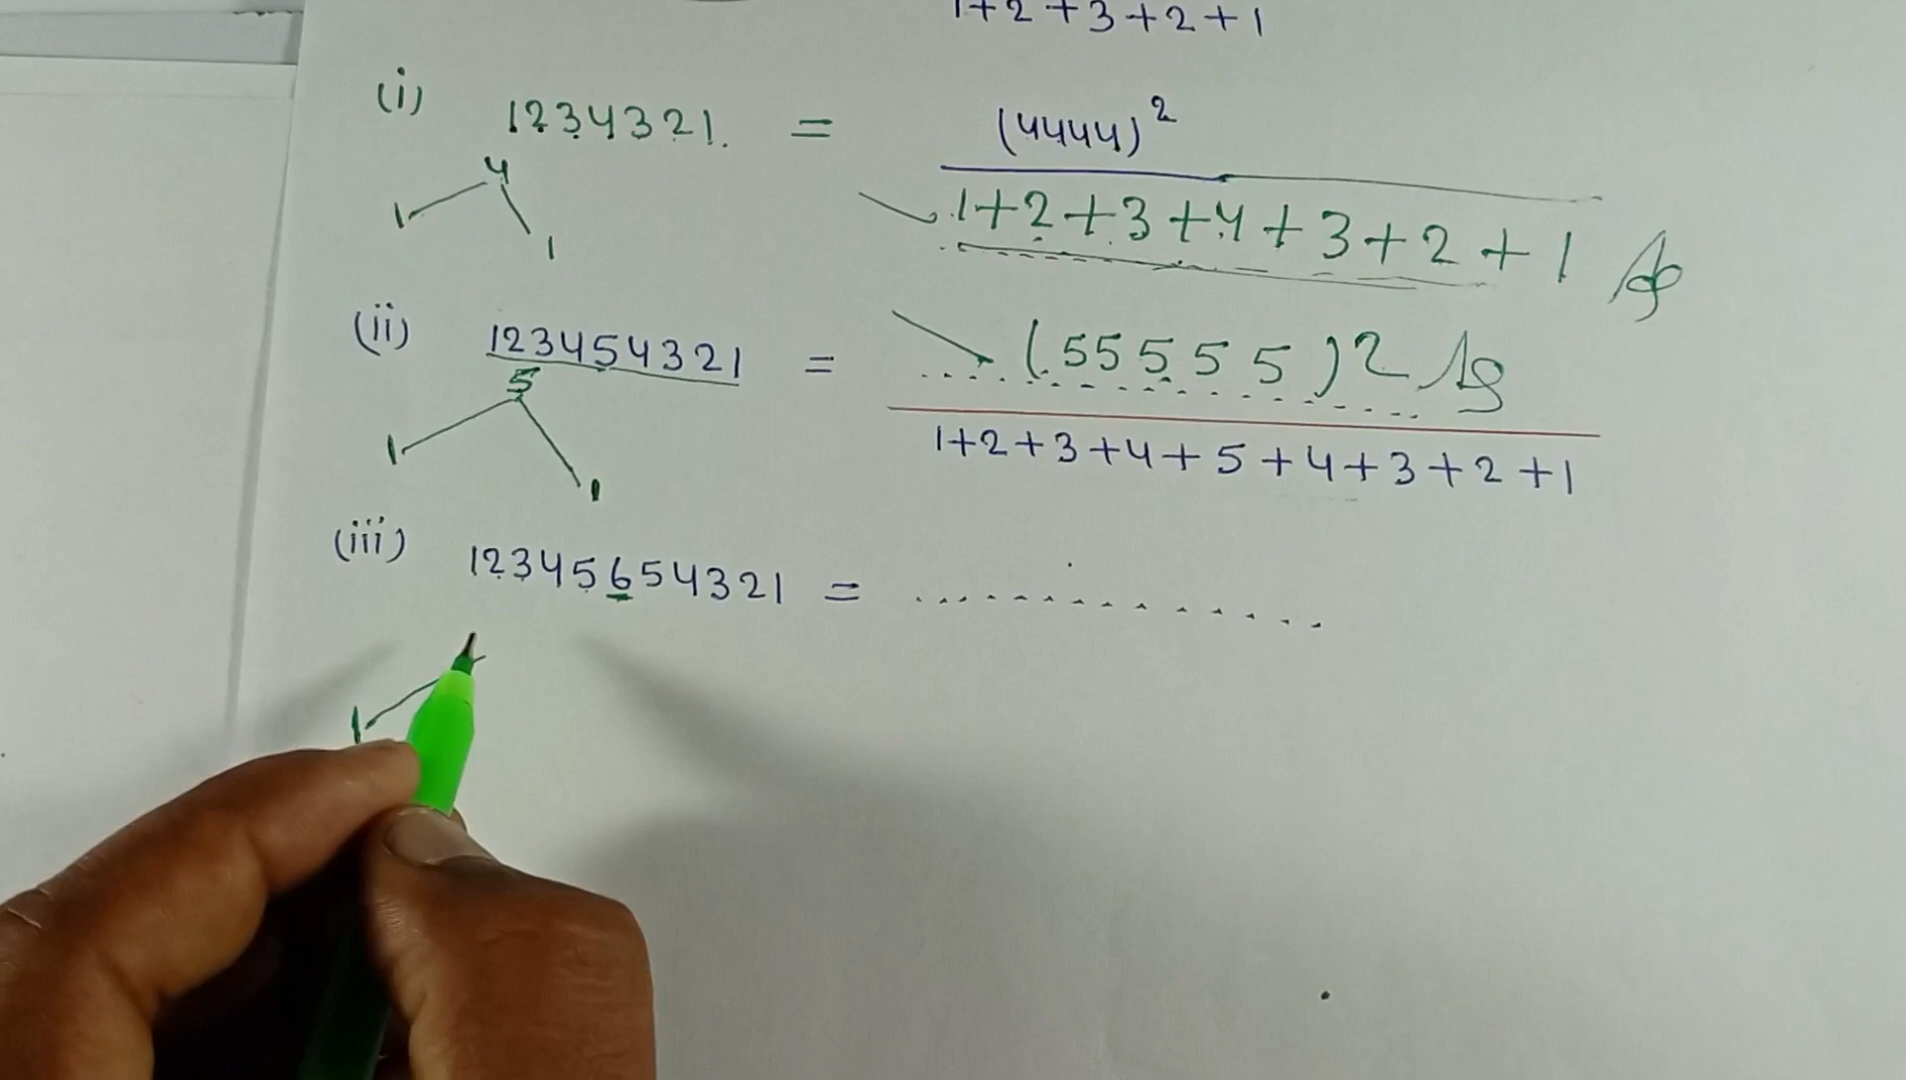 1+2+3+2+1
(i) 1234321. = (4444)²
4
1 1
1+2+3+4+3+2+1
(ii) 123454321 = (55555)2
5
1 1
1+2+3+4+5+4+3+2+1
(iii) 12345654321 = ..............
1